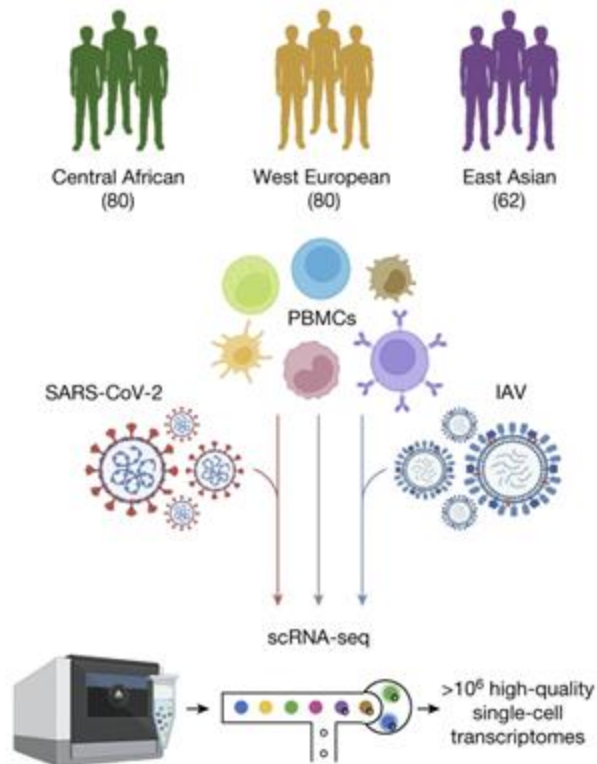 Central African
(80)
West European
(80)
East Asian
(62)
PBMCs
SARS-CoV-2
IAV
scRNA-seq
>10⁶ high-quality
single-cell
transcriptomes